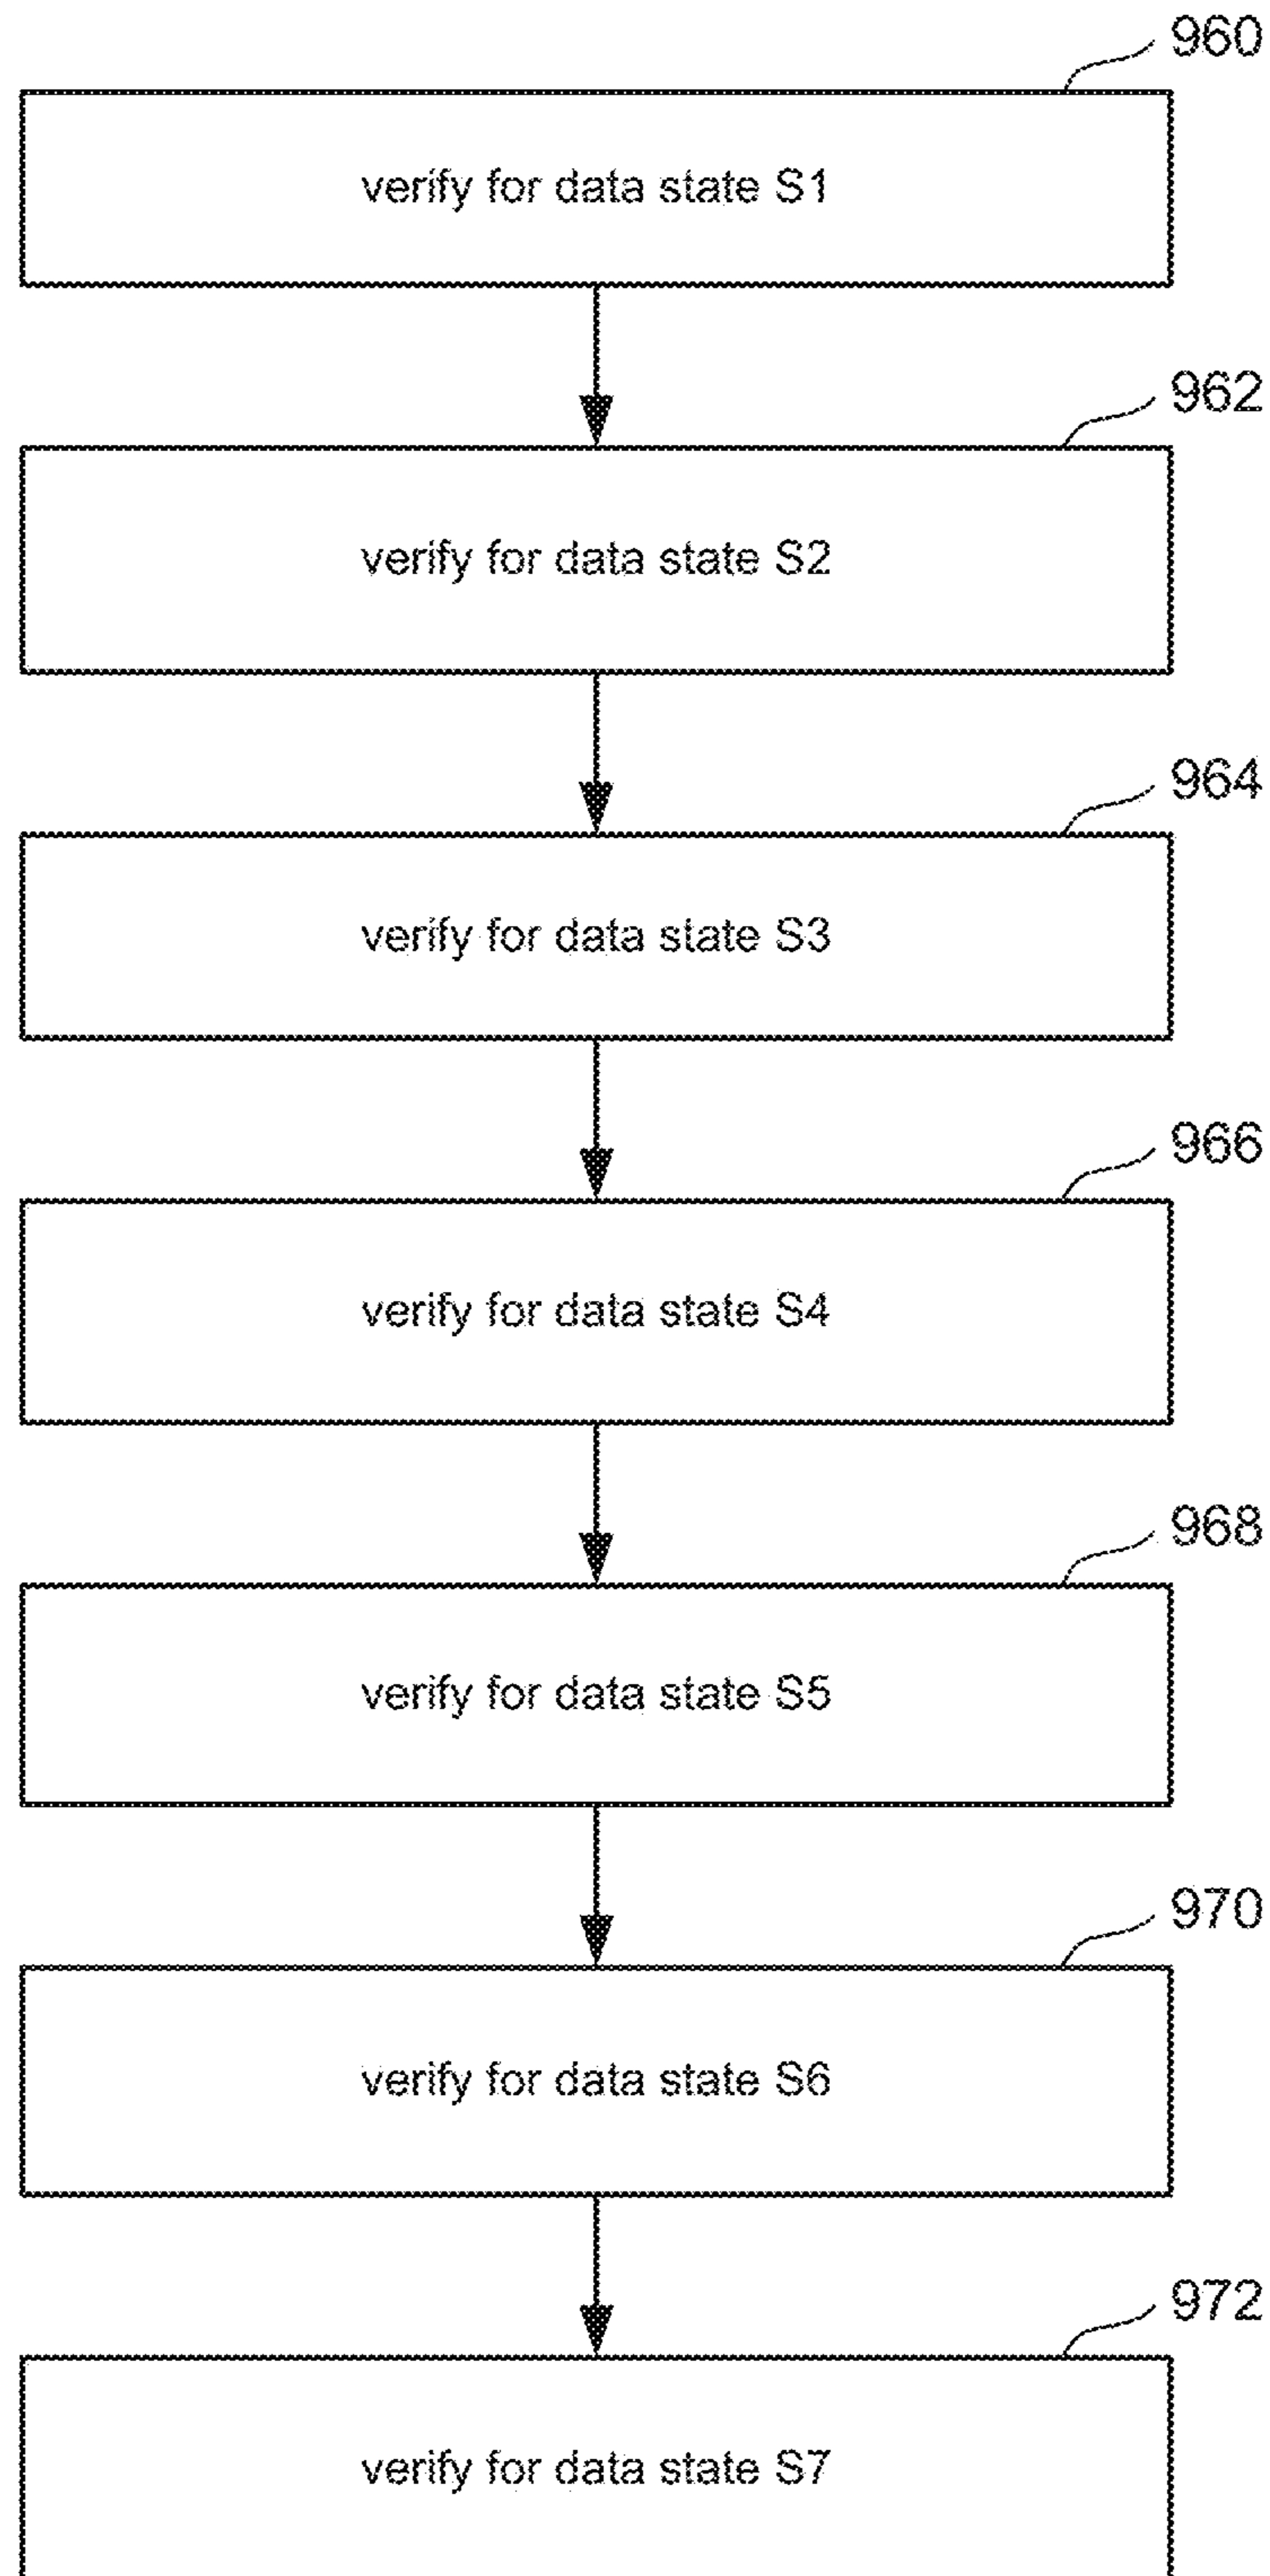 960
verify for data state S1
962
verify for data state S2
964
verify for data state S3
966
verify for data state S4
968
verify for data state S5
970
verify for data state S6
972
verify for data state S7